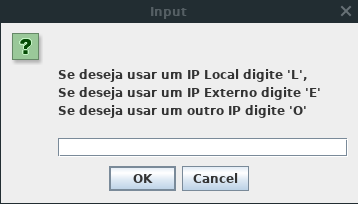 Input
Se deseja usar um IP Local digite 'L',
Se deseja usar um IP Externo digite 'E'
Se deseja usar um outro IP digite 'O'
OK Cancel